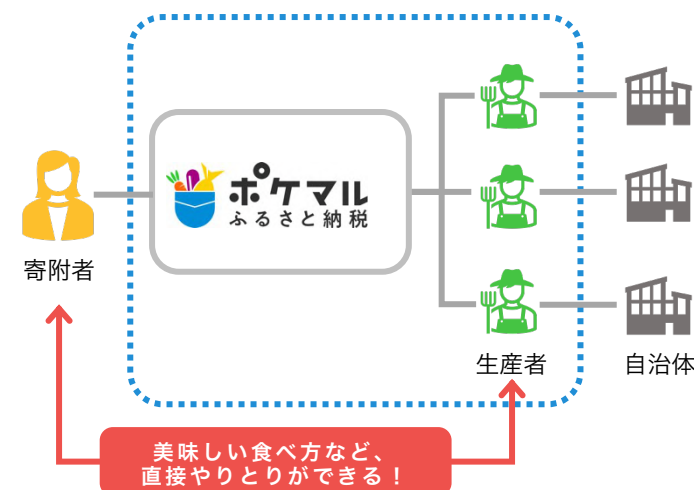 ポケマル
ふるさと納税
寄附者
生産者
自治体
美味しい食べ方など、
直接やりとりができる！